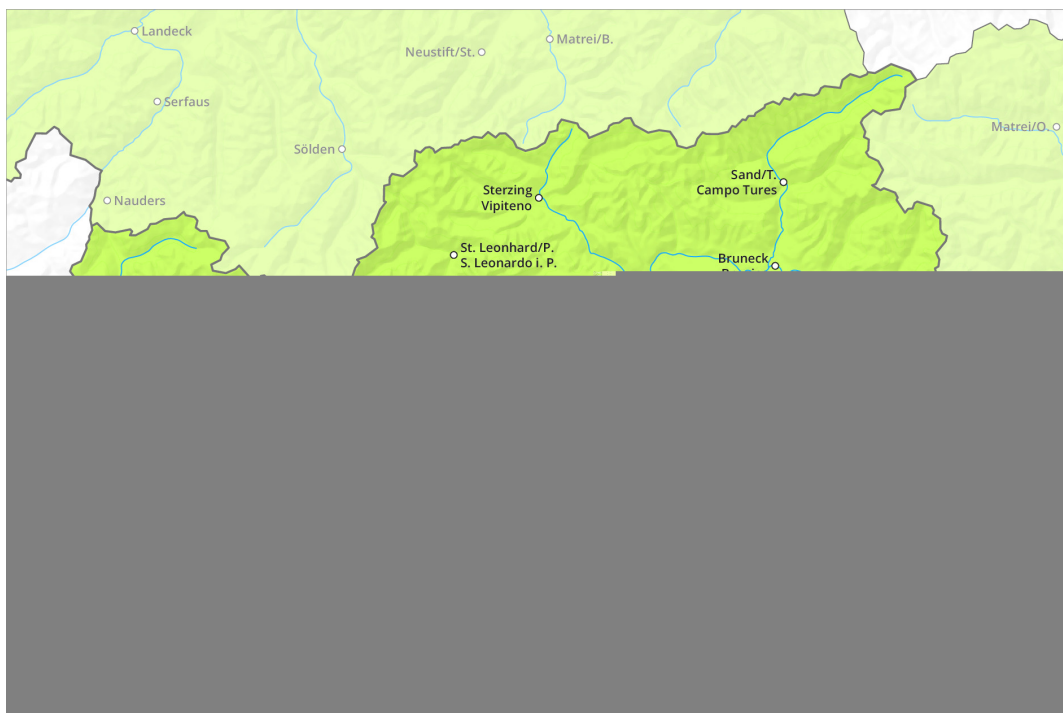 Landeck
Neustift/St.
Matrei/B.
Serfaus
Matrei/O.
Sölden
Sand/T.
Campo Tures
Sterzing
Vipiteno
Nauders
St. Leonhard/P.
S. Leonardo i. P.
Bruneck